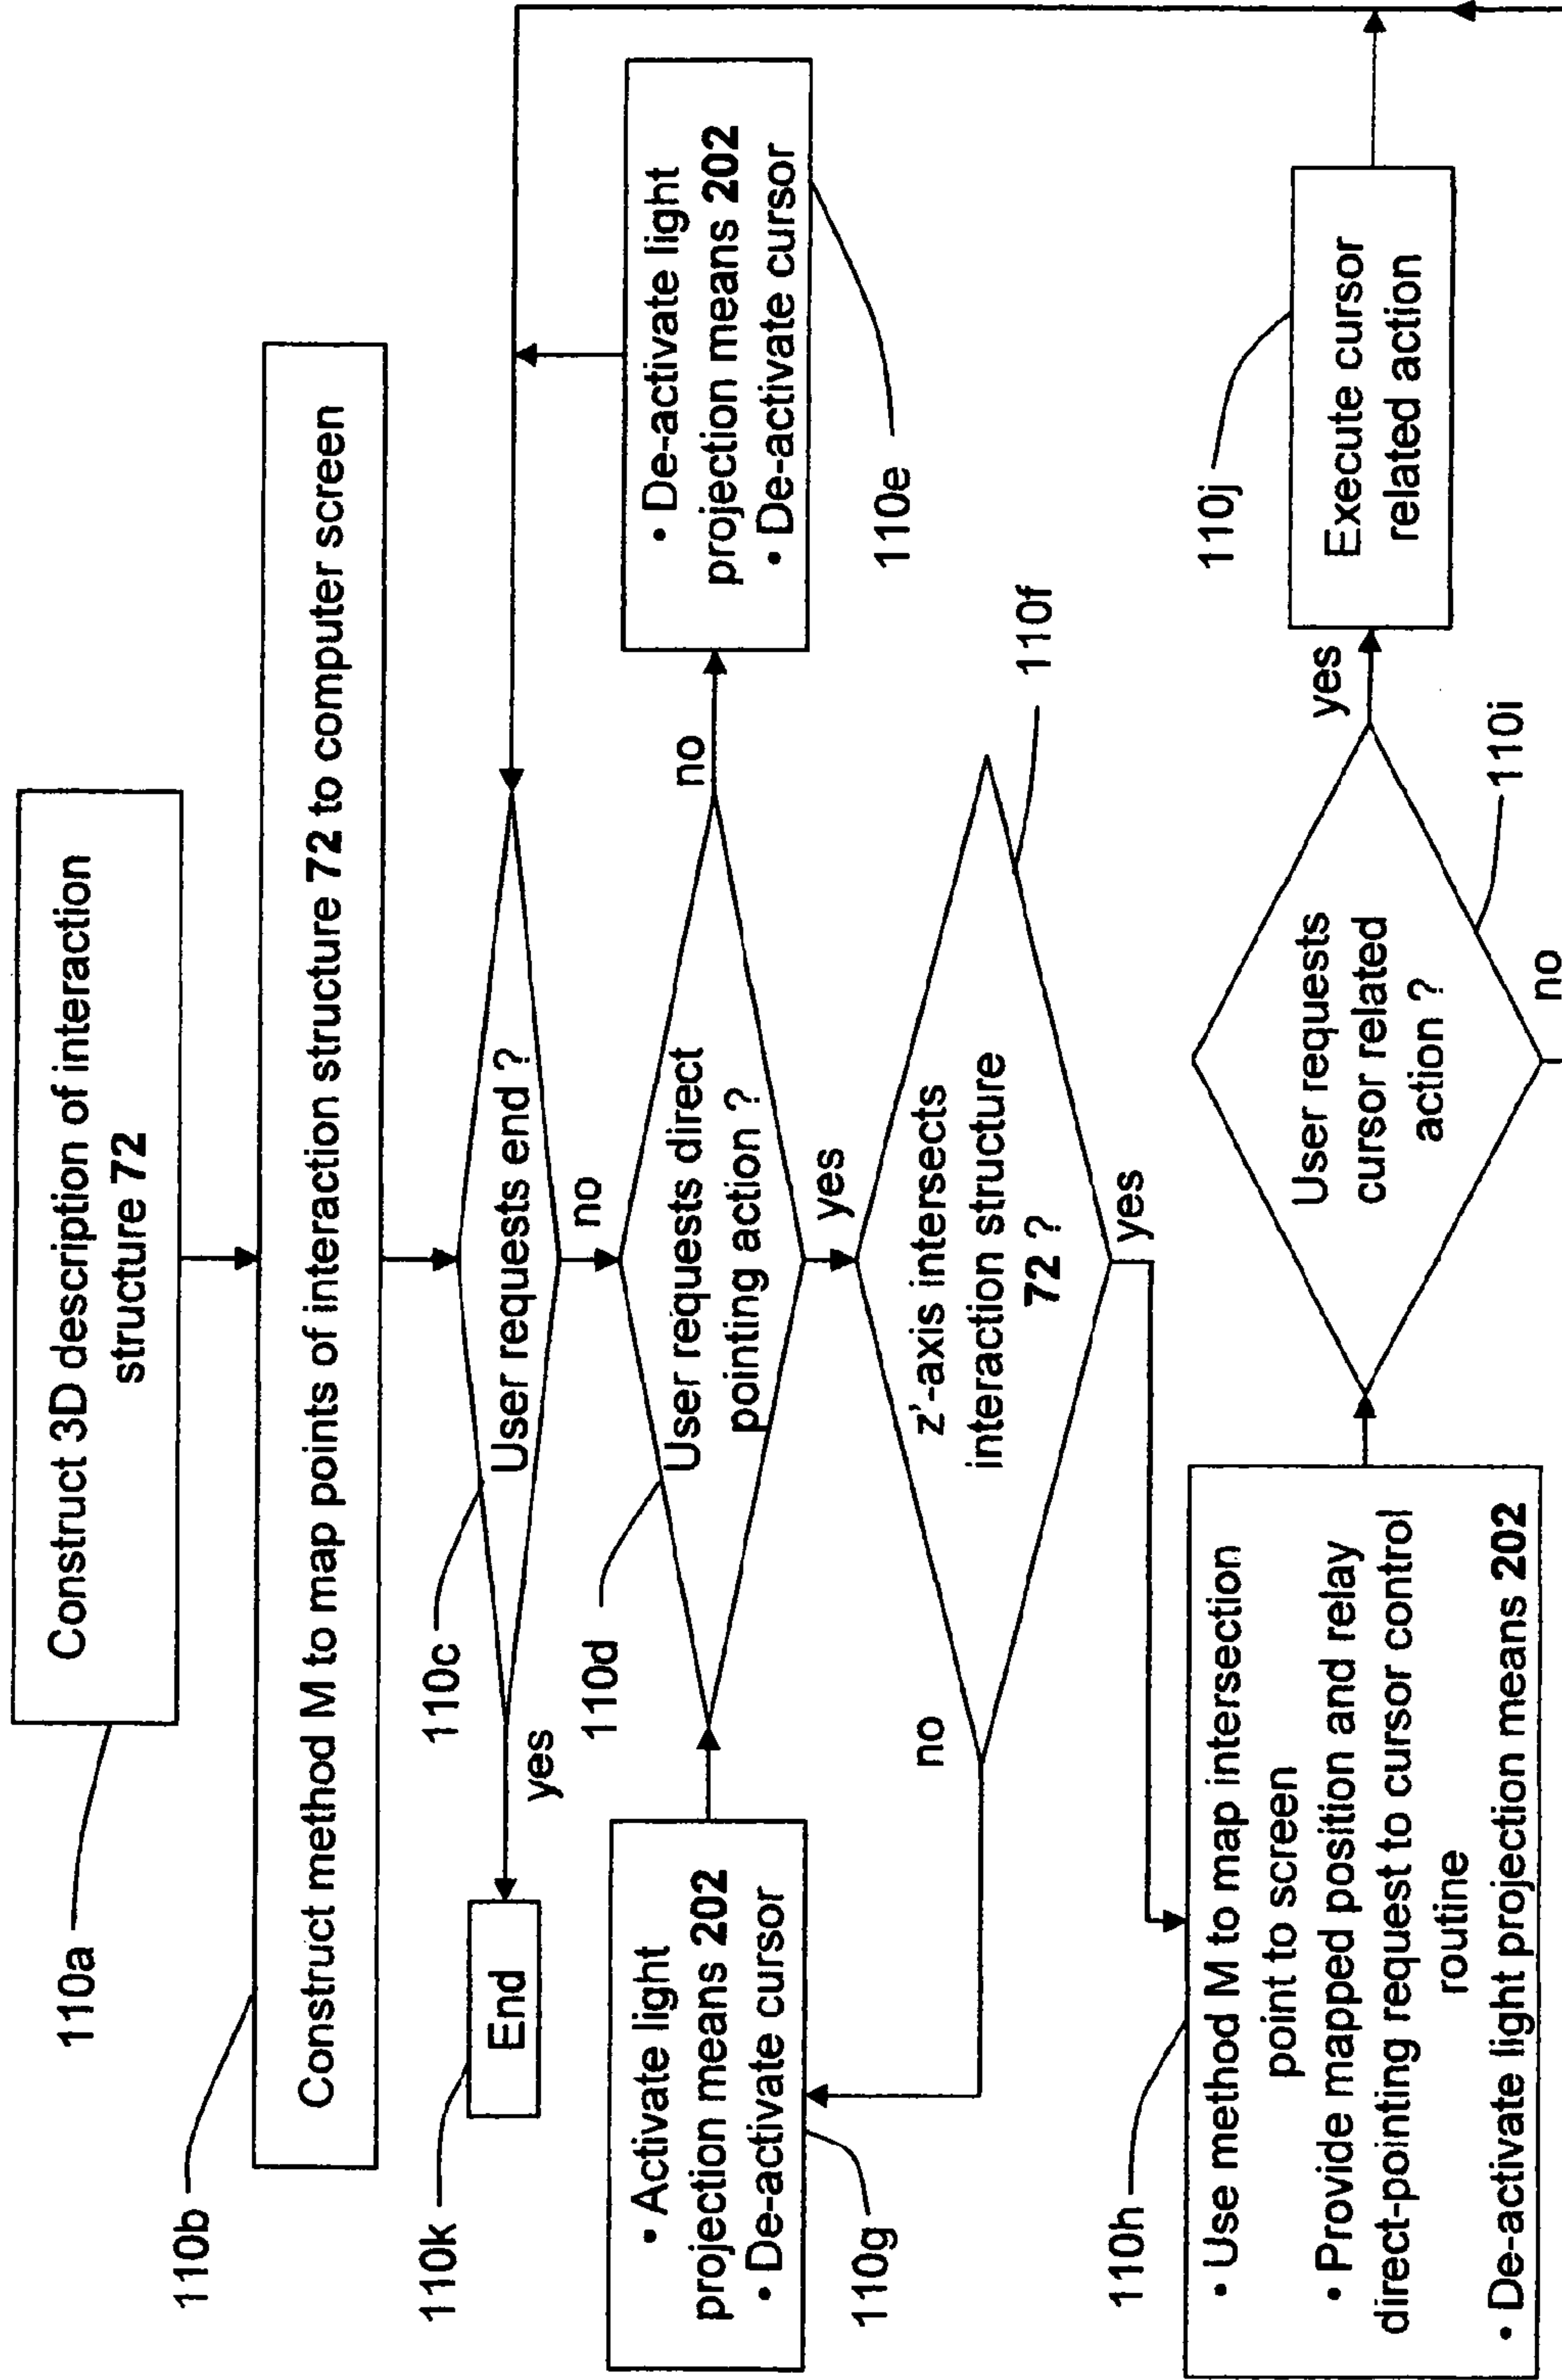 110a
Construct 3D description of interaction
structure 72
110b
Construct method M to map points of interaction structure 72 to computer screen
110c
User requests end ?
yes
no
110k
End
110d
User requests direct
pointing action ?
no
yes
• De-activate light
projection means 202
• De-activate cursor
110e
• Activate light
projection means 202
• De-activate cursor
110g
z'-axis intersects
interaction structure
72 ?
110f
no
yes
110h
• Use method M to map intersection
point to screen
• Provide mapped position and relay
direct-pointing request to cursor control
routine
• De-activate light projection means 202
User requests
cursor related
action ?
110i
yes
no
110j
Execute cursor
related action